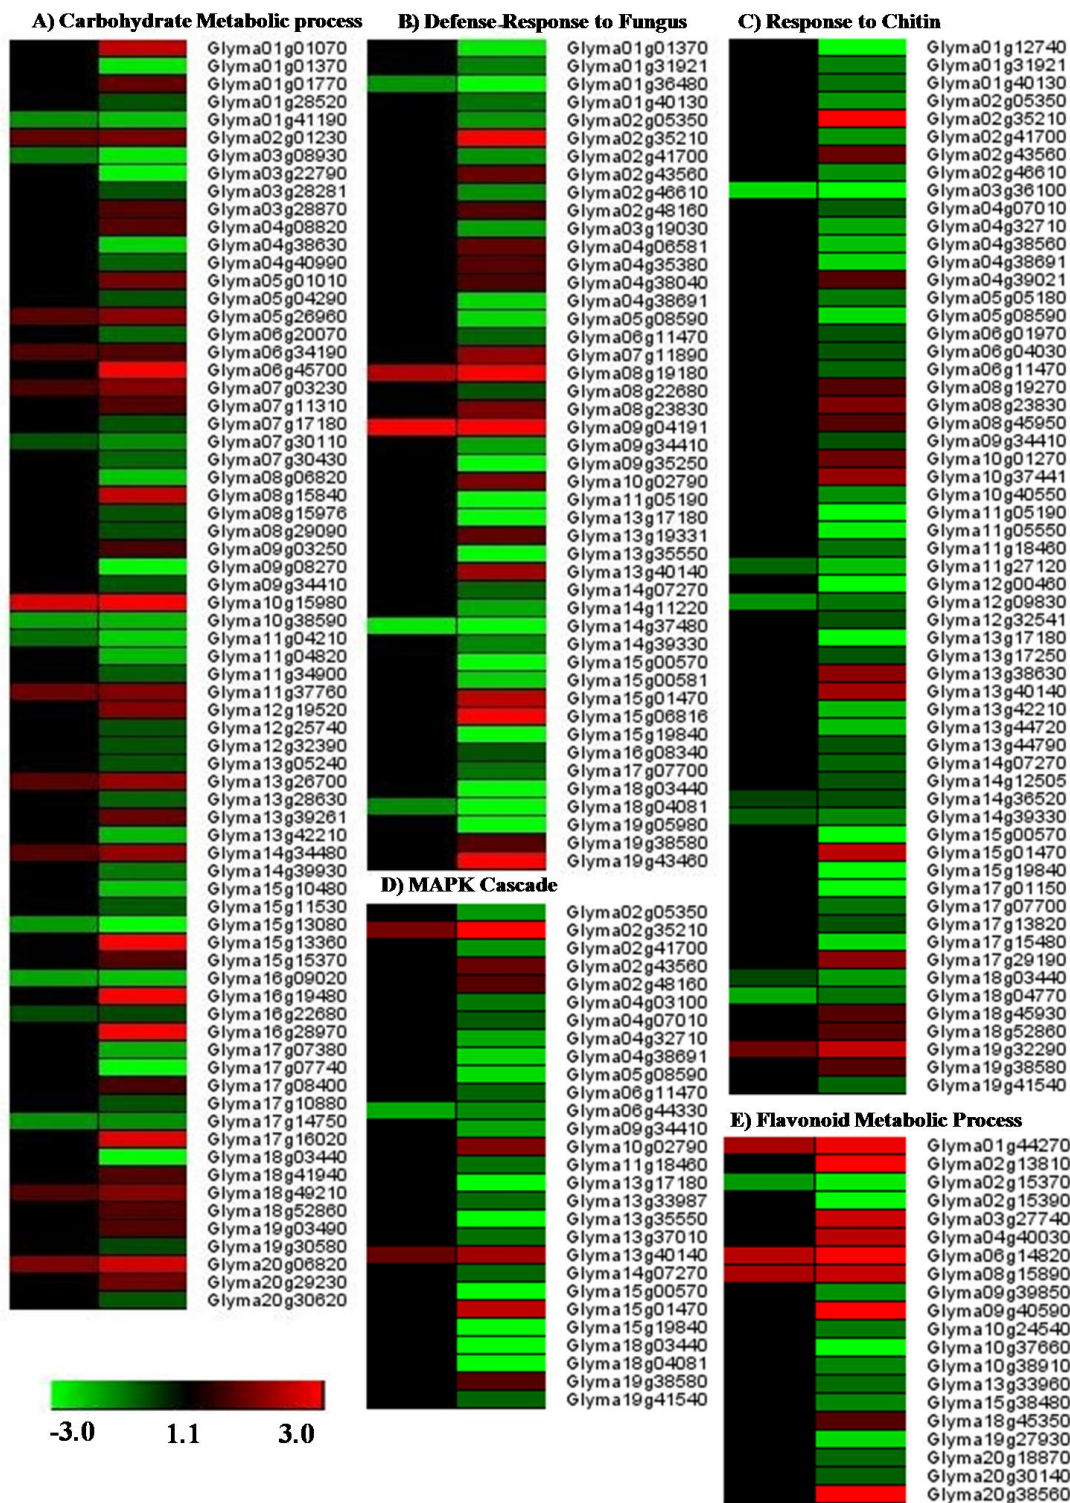 A) Carbohydrate Metabolic process
Glyma01g01070
Glyma01g01370
Glyma01g01770
Glyma01g28520
Glyma01g41190
Glyma02g01230
Glyma03g08930
Glyma03g22790
Glyma03g28281
Glyma03g28870
Glyma04g08820
Glyma04g38630
Glyma04g40990
Glyma05g01010
Glyma05g04290
Glyma05g26960
Glyma06g20070
Glyma06g34190
Glyma06g45700
Glyma07g03230
Glyma07g11310
Glyma07g17180
Glyma07g30110
Glyma07g30430
Glyma08g06820
Glyma08g15840
Glyma08g15976
Glyma08g29090
Glyma09g03250
Glyma09g08270
Glyma09g34410
Glyma10g15980
Glyma10g38590
Glyma11g04210
Glyma11g04820
Glyma11g34900
Glyma11g37760
Glyma12g19520
Glyma12g25740
Glyma12g32390
Glyma13g05240
Glyma13g26700
Glyma13g28630
Glyma13g39261
Glyma13g42210
Glyma14g34480
Glyma14g39930
Glyma15g10480
Glyma15g11530
Glyma15g13080
Glyma15g13360
Glyma15g15370
Glyma16g09020
Glyma16g19480
Glyma16g22680
Glyma16g28970
Glyma17g07380
Glyma17g07740
Glyma17g08400
Glyma17g10880
Glyma17g14750
Glyma17g16020
Glyma18g03440
Glyma18g41940
Glyma18g49210
Glyma18g52860
Glyma19g03490
Glyma19g30580
Glyma20g06820
Glyma20g29230
Glyma20g30620
-3.0 1.1 3.0
B) Defense Response to Fungus
Glyma01g01370
Glyma01g31921
Glyma01g36480
Glyma01g40130
Glyma02g05350
Glyma02g35210
Glyma02g41700
Glyma02g43560
Glyma02g46610
Glyma02g48160
Glyma03g19030
Glyma04g06581
Glyma04g35380
Glyma04g38040
Glyma04g38691
Glyma05g08590
Glyma06g11470
Glyma07g11890
Glyma08g19180
Glyma08g22680
Glyma08g23830
Glyma09g04191
Glyma09g34410
Glyma09g35250
Glyma10g02790
Glyma11g05190
Glyma13g17180
Glyma13g19331
Glyma13g35550
Glyma13g40140
Glyma14g07270
Glyma14g11220
Glyma14g37480
Glyma14g39330
Glyma15g00570
Glyma15g00581
Glyma15g01470
Glyma15g06816
Glyma15g19840
Glyma16g08340
Glyma17g07700
Glyma18g03440
Glyma18g04081
Glyma19g05980
Glyma19g38580
Glyma19g43460
D) MAPK Cascade
Glyma02g05350
Glyma02g35210
Glyma02g41700
Glyma02g43560
Glyma02g48160
Glyma04g03100
Glyma04g07010
Glyma04g32710
Glyma04g38691
Glyma05g08590
Glyma06g11470
Glyma06g44330
Glyma09g34410
Glyma10g02790
Glyma11g18460
Glyma13g17180
Glyma13g33987
Glyma13g35550
Glyma13g37010
Glyma13g40140
Glyma14g07270
Glyma15g00570
Glyma15g01470
Glyma15g19840
Glyma18g03440
Glyma18g04081
Glyma19g38580
Glyma19g41540
C) Response to Chitin
Glyma01g12740
Glyma01g31921
Glyma01g40130
Glyma02g05350
Glyma02g35210
Glyma02g41700
Glyma02g43560
Glyma02g46610
Glyma03g36100
Glyma04g07010
Glyma04g32710
Glyma04g38560
Glyma04g38691
Glyma04g39021
Glyma05g05180
Glyma05g08590
Glyma06g01970
Glyma06g04030
Glyma06g11470
Glyma08g19270
Glyma08g23830
Glyma08g45950
Glyma09g34410
Glyma10g01270
Glyma10g37441
Glyma10g40550
Glyma11g05190
Glyma11g05550
Glyma11g18460
Glyma11g27120
Glyma12g00460
Glyma12g09830
Glyma12g32541
Glyma13g17180
Glyma13g17250
Glyma13g38630
Glyma13g40140
Glyma13g42210
Glyma13g44720
Glyma13g44790
Glyma14g07270
Glyma14g12505
Glyma14g36520
Glyma14g39330
Glyma15g00570
Glyma15g01470
Glyma15g19840
Glyma17g01150
Glyma17g07700
Glyma17g13820
Glyma17g15480
Glyma17g29190
Glyma18g03440
Glyma18g04770
Glyma18g45930
Glyma18g52860
Glyma19g32290
Glyma19g38580
Glyma19g41540
E) Flavonoid Metabolic Process
Glyma01g44270
Glyma02g13810
Glyma02g15370
Glyma02g15390
Glyma03g27740
Glyma04g40030
Glyma06g14820
Glyma08g15890
Glyma09g39850
Glyma09g40590
Glyma10g24540
Glyma10g37660
Glyma10g38910
Glyma13g33960
Glyma15g38480
Glyma18g45350
Glyma19g27930
Glyma20g18870
Glyma20g30140
Glyma20g38560